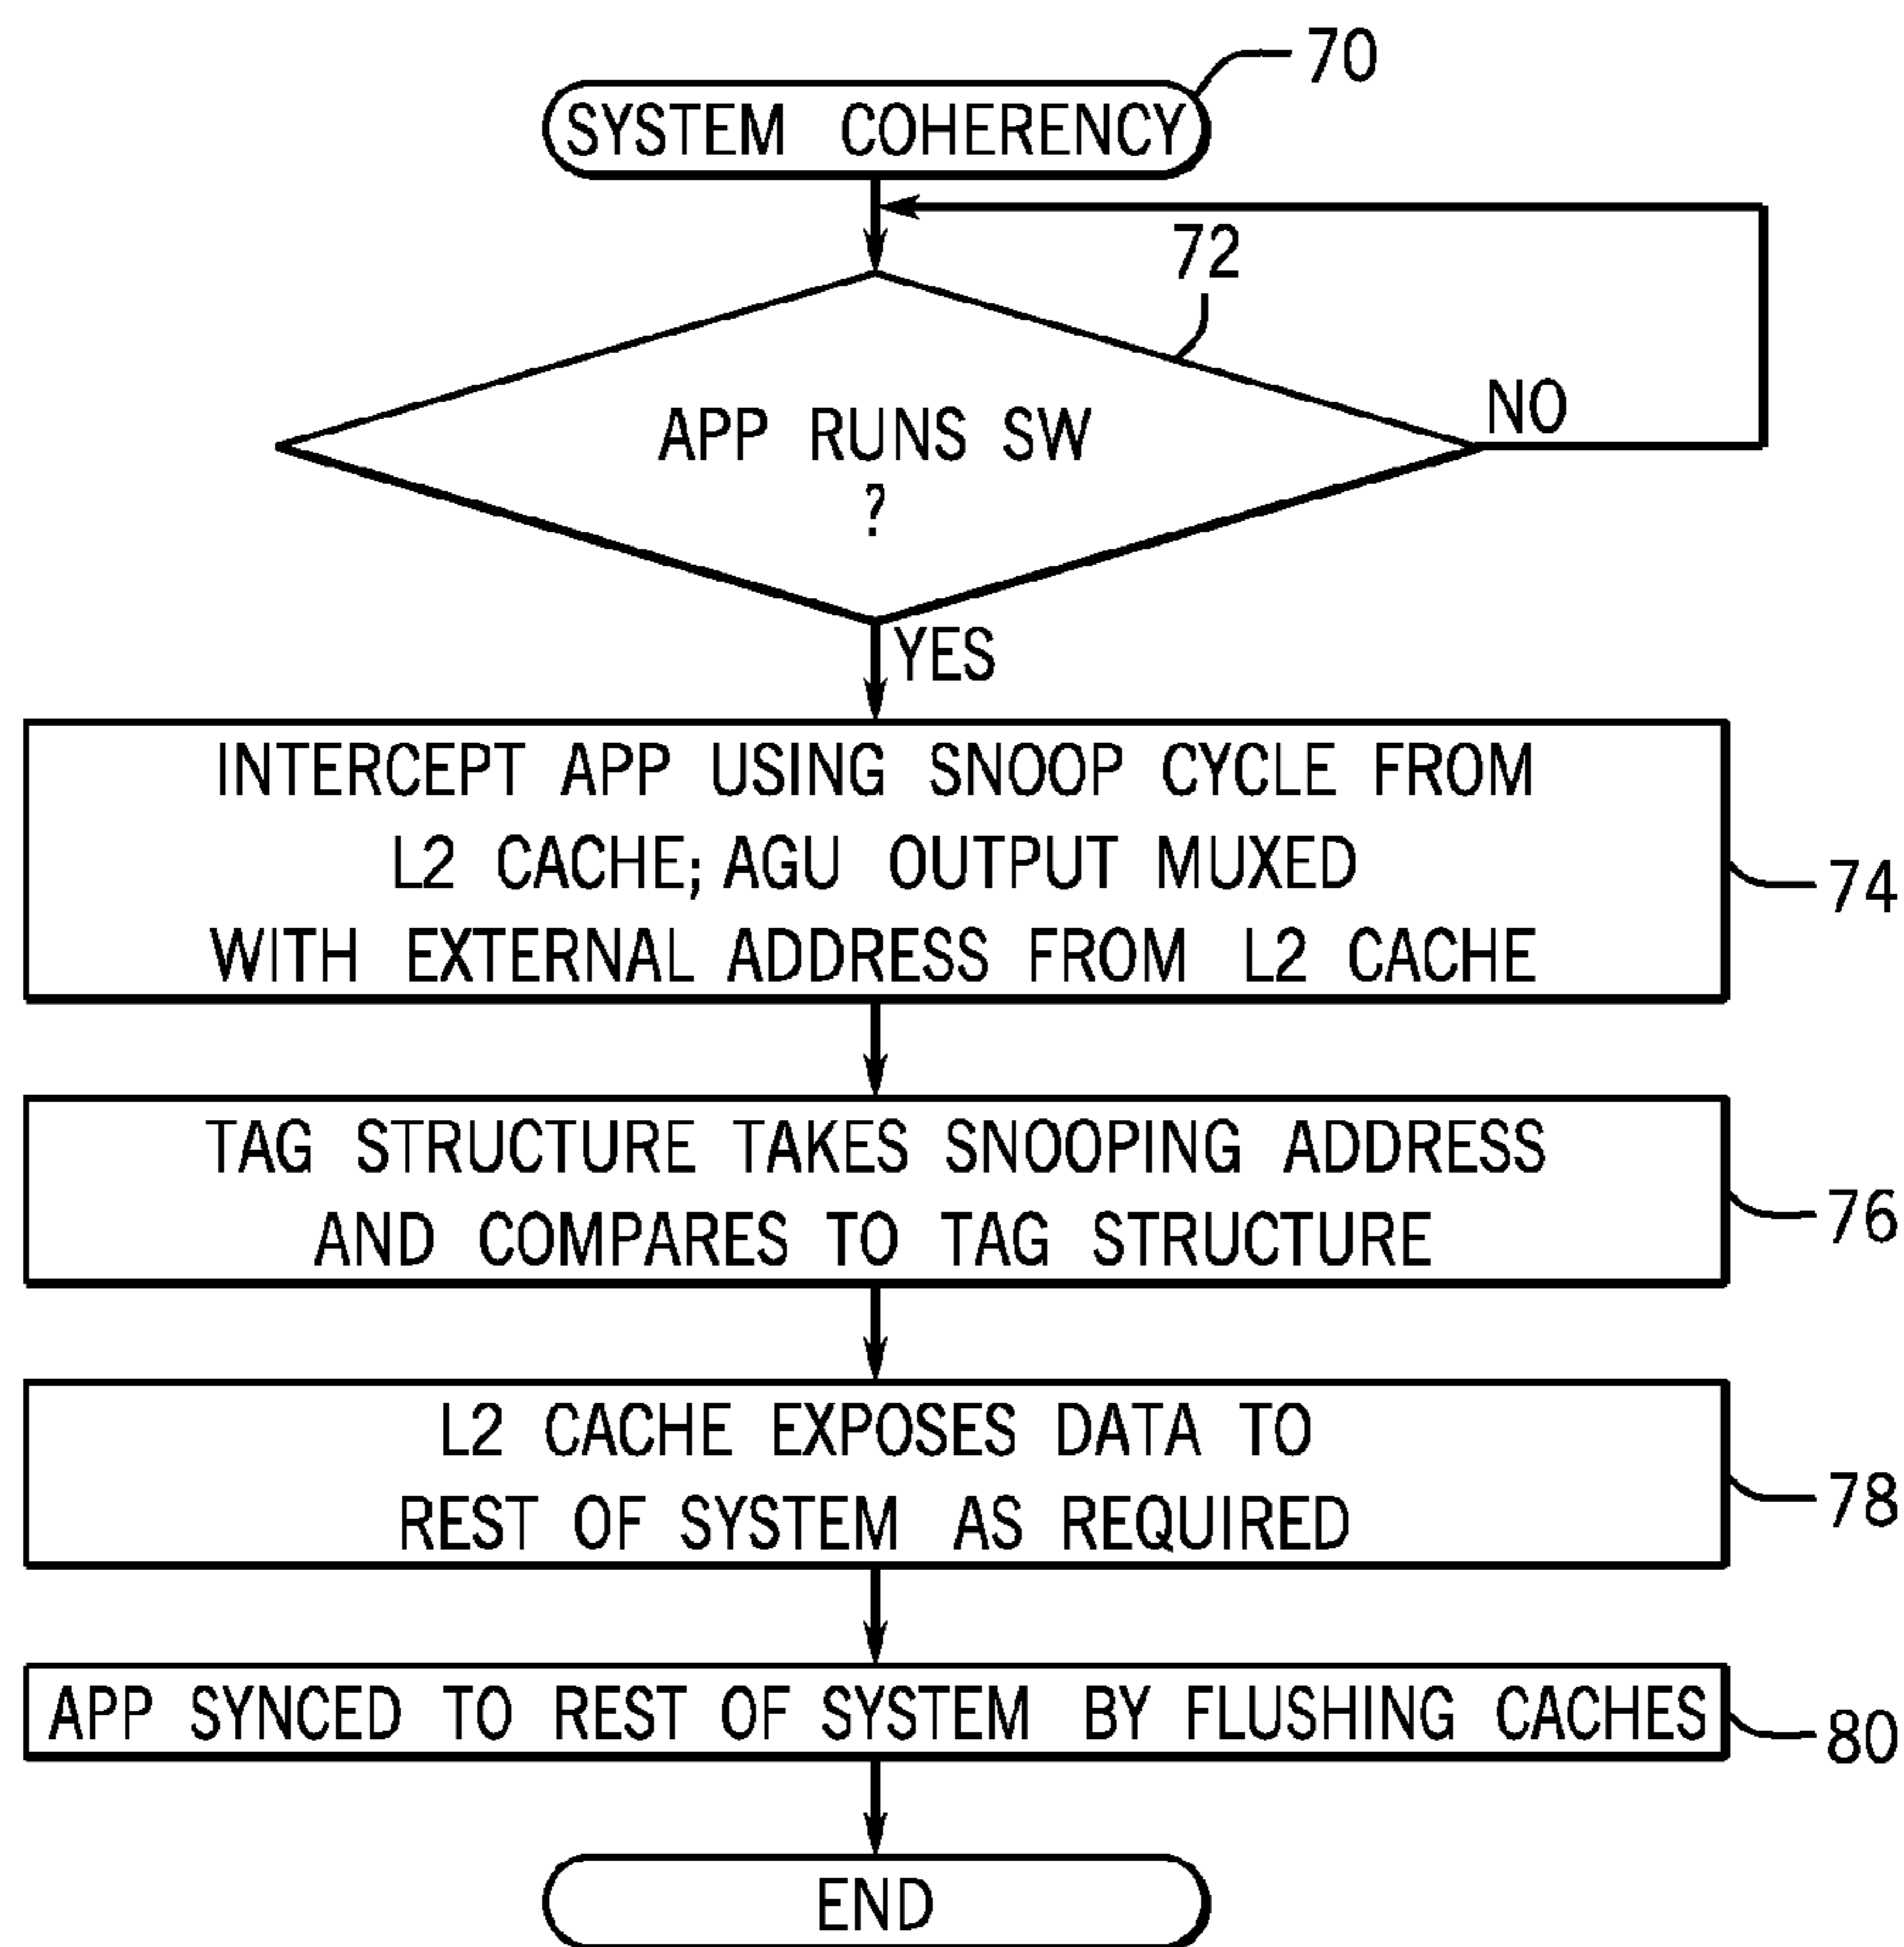 70
SYSTEM COHERENCY
72
APP RUNS SW
?
NO
YES
INTERCEPT APP USING SNOOP CYCLE FROM
L2 CACHE; AGU OUTPUT MUXED
WITH EXTERNAL ADDRESS FROM L2 CACHE
74
TAG STRUCTURE TAKES SNOOPING ADDRESS
AND COMPARES TO TAG STRUCTURE
76
L2 CACHE EXPOSES DATA TO
REST OF SYSTEM AS REQUIRED
78
APP SYNCED TO REST OF SYSTEM BY FLUSHING CACHES
80
END